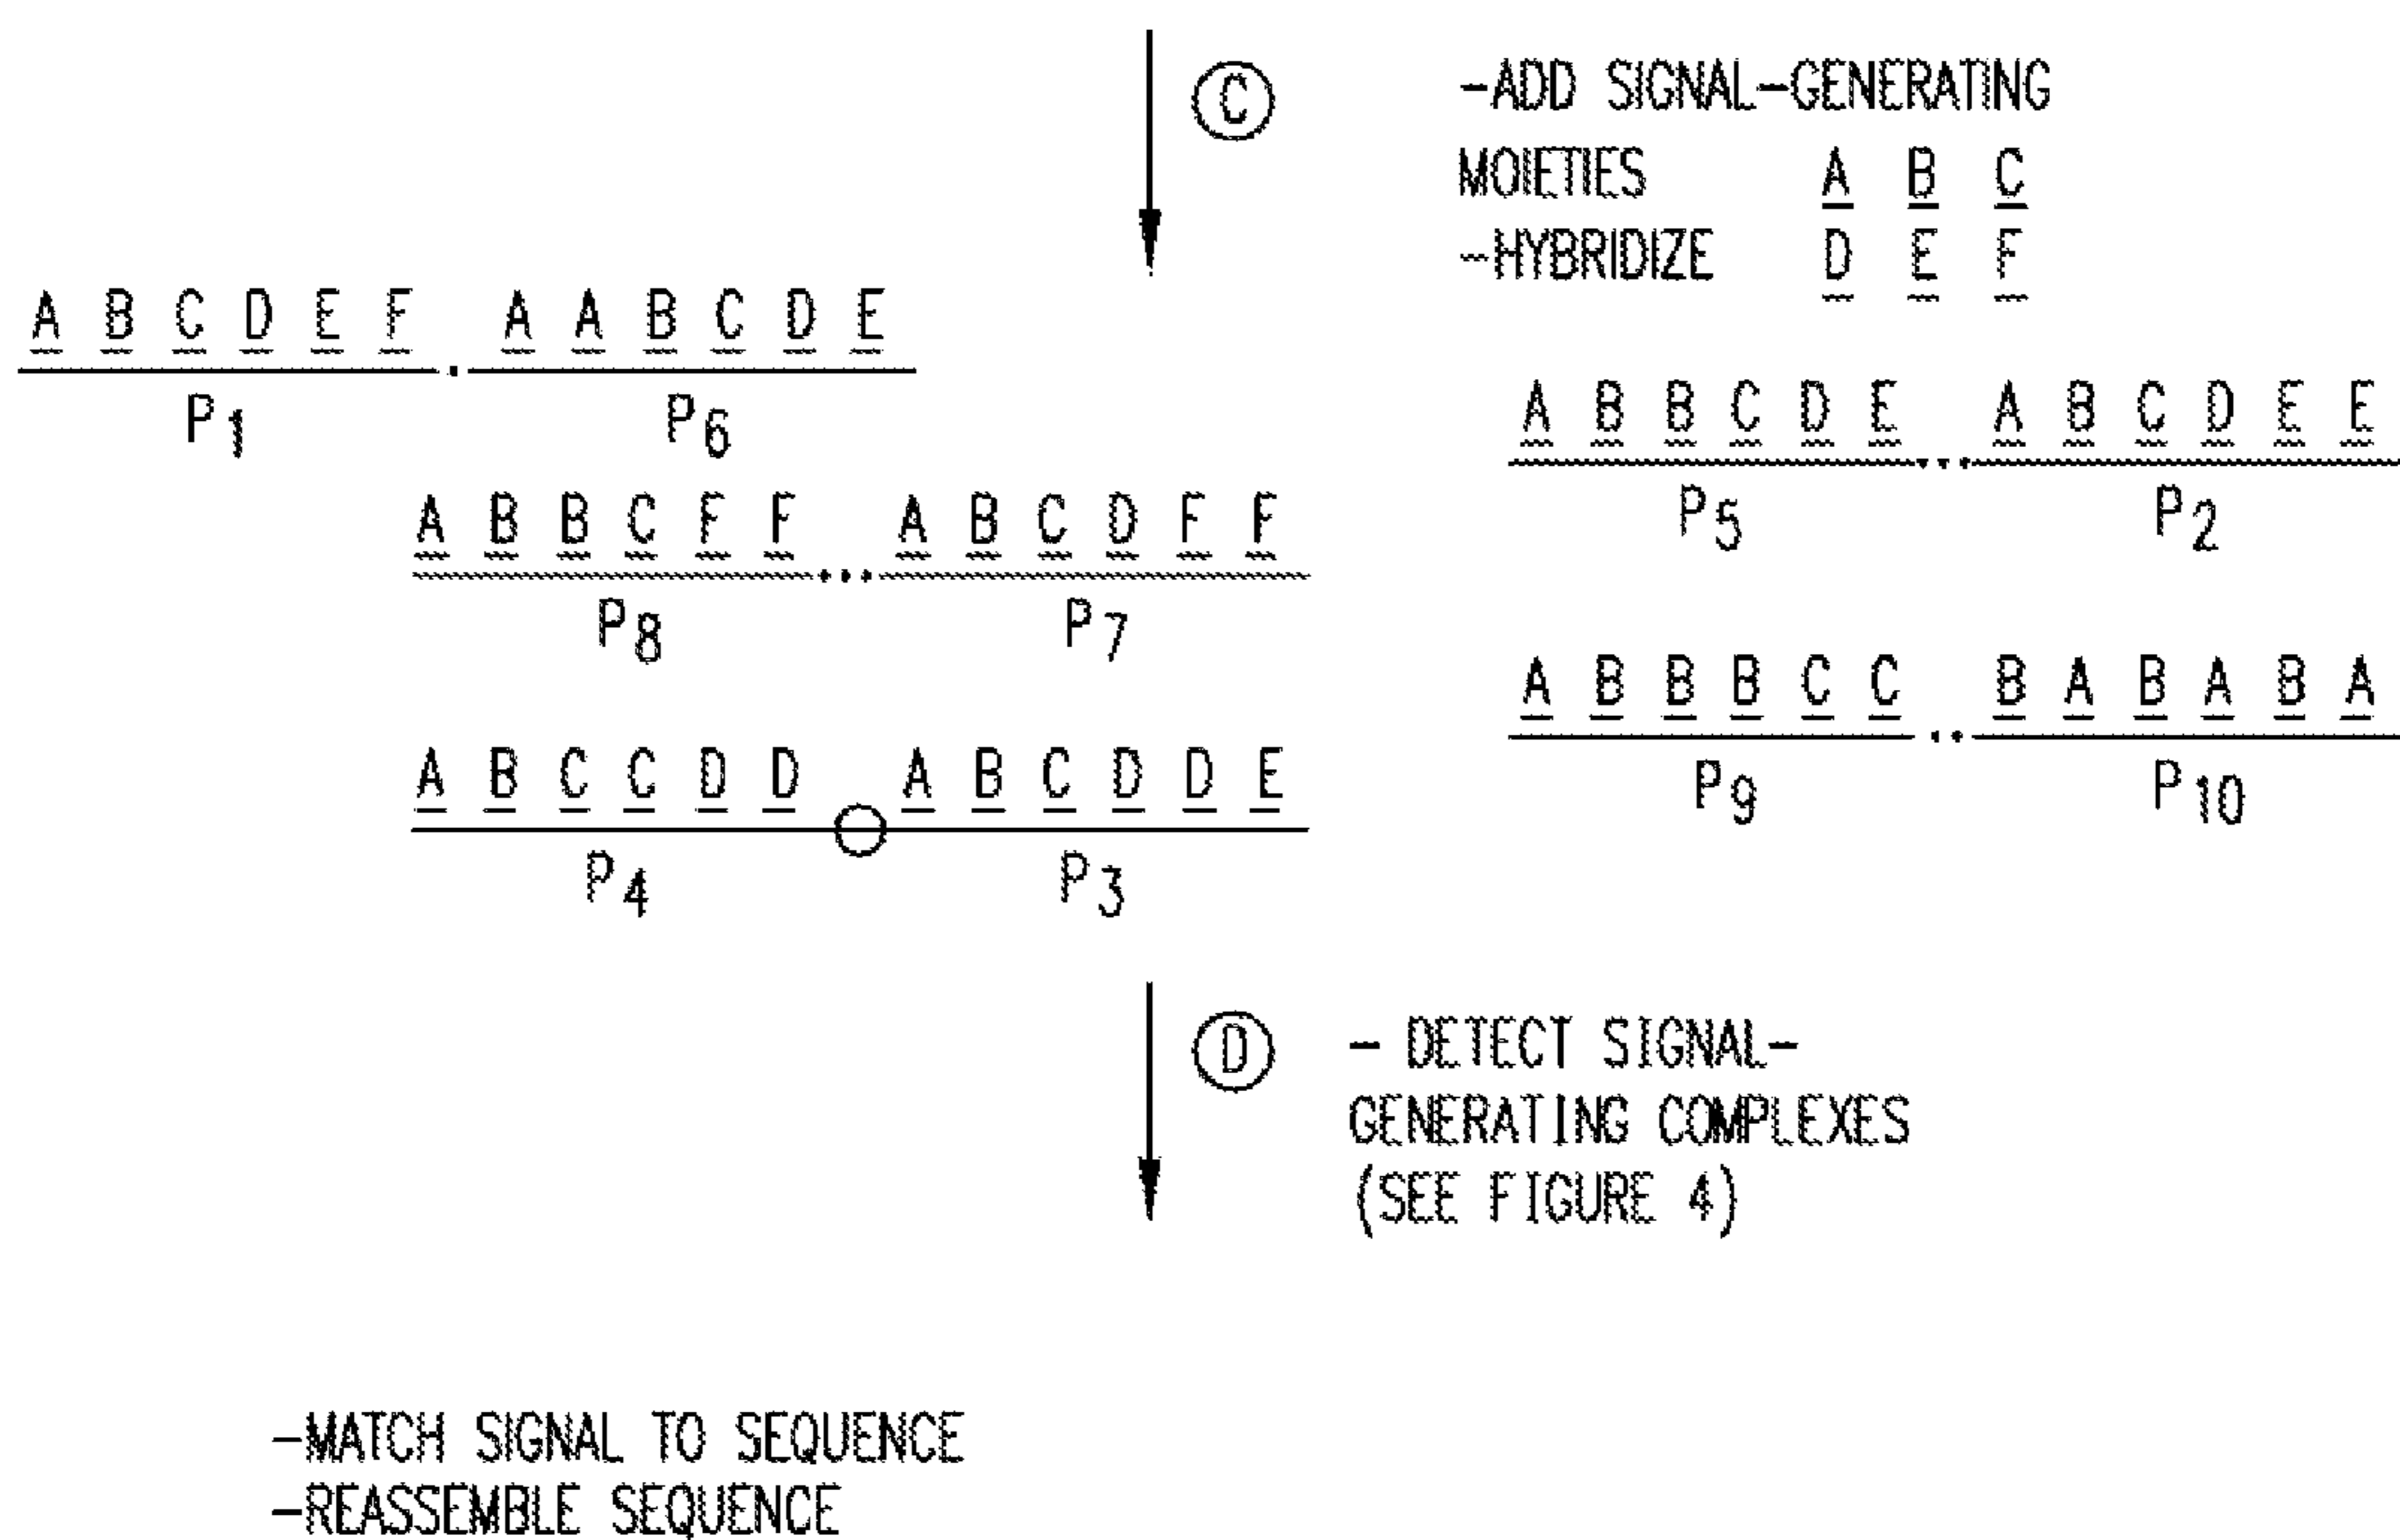 Ⓒ
-ADD SIGNAL-GENERATING
MOIETIES A B C
-HYBRIDIZE D E F
A B C D E F A A B C D E
P1 P6
A B B C D E A B C D E E
P5 P2
A B B C F F A B C D F F
P8 P7
A B B B C C B A B A B A
P9 P10
A B C C D D A B C D D E
P4 P3
Ⓓ
- DETECT SIGNAL-
GENERATING COMPLEXES
(SEE FIGURE 4)
-MATCH SIGNAL TO SEQUENCE
-REASSEMBLE SEQUENCE